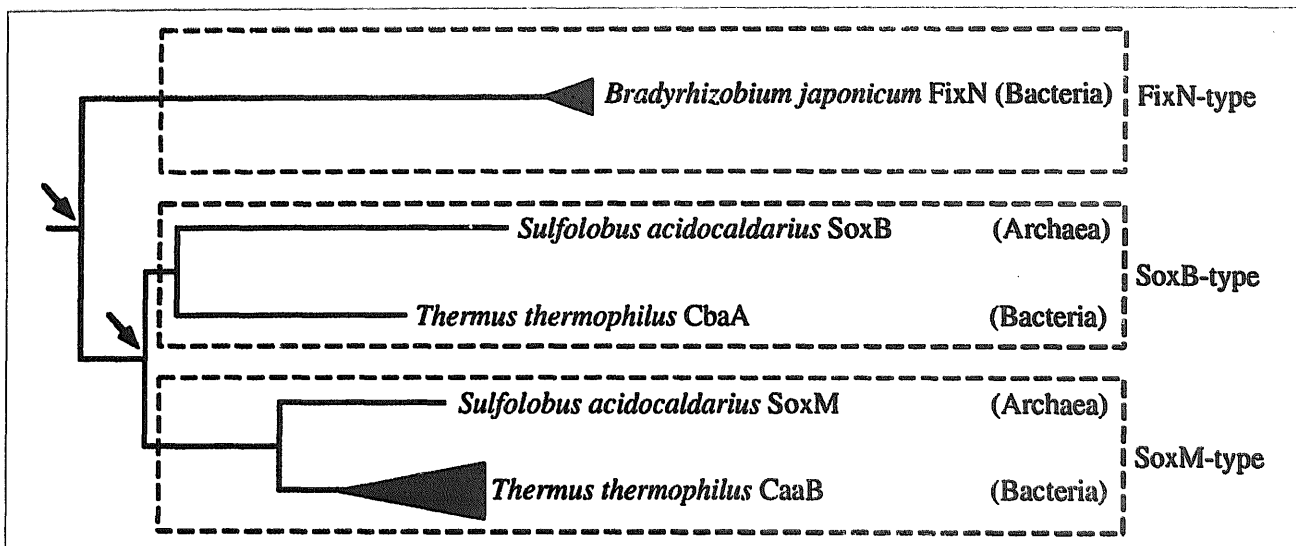 Bradyrhizobium japonicum FixN (Bacteria) FixN-type
Sulfolobus acidocaldarius SoxB (Archaea)
SoxB-type
Thermus thermophilus CbaA (Bacteria)
Sulfolobus acidocaldarius SoxM (Archaea)
SoxM-type
Thermus thermophilus CaaB (Bacteria)